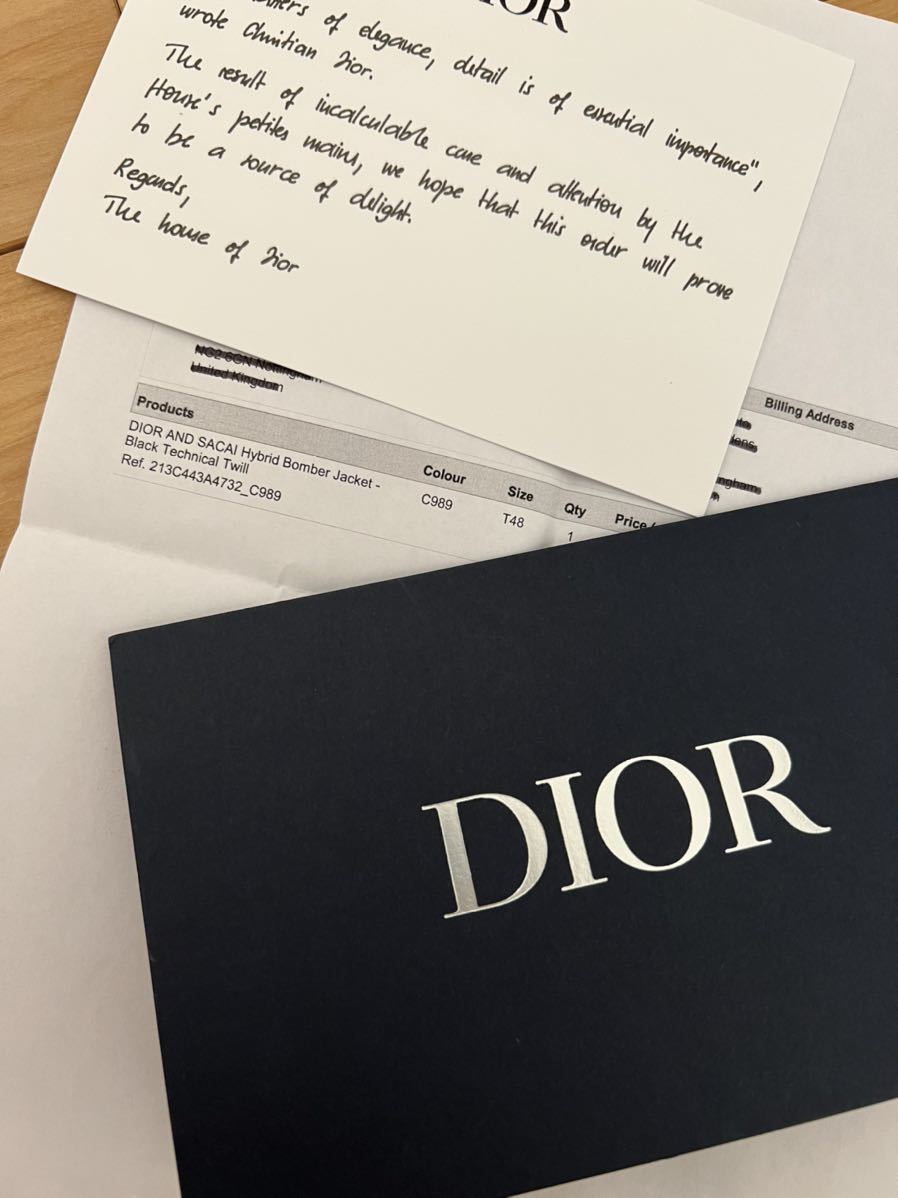 DIOR
of elegance, detail is of essential importance",
wrote Christian Dior.
The result of incalculable care and attention by the
House's petites mains, we hope that this order will prove
to be a source of delight.
Regards,
The house of Dior
United Kingdom
Billing Address
Products
Colour
Size
Qty
Price
DIOR AND SACAI Hybrid Bomber Jacket -
Black Technical Twill
Ref. 213C443A4732_C989
C989
T48
1
DIOR